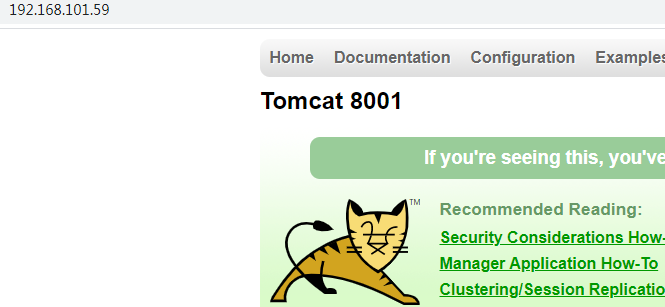 192.168.101.59
Home Documentation Configuration Examples
Tomcat 8001
If you're seeing this, you've
TM
Recommended Reading:
Security Considerations How-
Manager Application How-To
Clustering/Session Replicatio